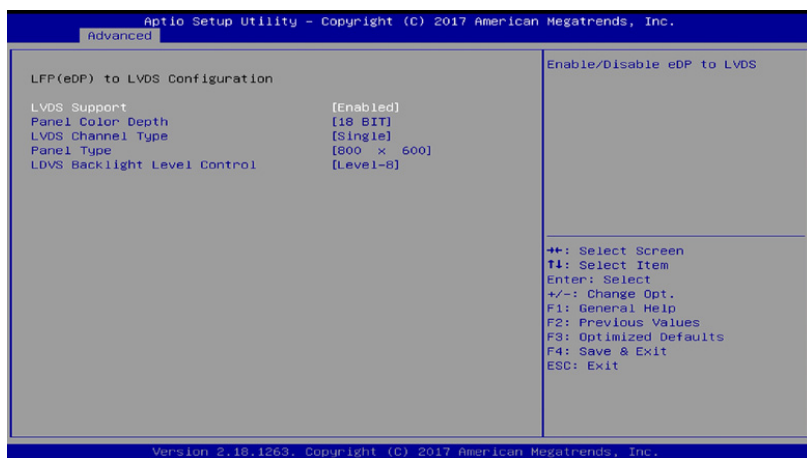 Aptio Setup Utility – Copyright (C) 2017 American Megatrends, Inc.
Advanced
LFP(eDP) to LVDS Configuration
LVDS Support [Enabled]
Panel Color Depth [18 BIT]
LVDS Channel Type [Single]
Panel Type [800 x 600]
LDVS Backlight Level Control [Level-8]
Enable/Disable eDP to LVDS
→←: Select Screen
↑↓: Select Item
Enter: Select
+/-: Change Opt.
F1: General Help
F2: Previous Values
F3: Optimized Defaults
F4: Save & Exit
ESC: Exit
Version 2.18.1263. Copyright (C) 2017 American Megatrends, Inc.